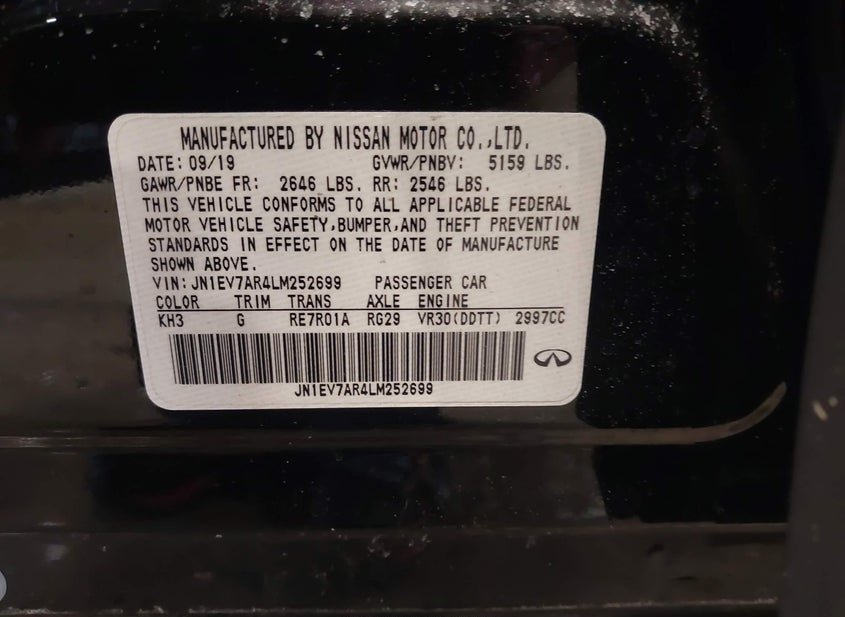 MANUFACTURED BY NISSAN MOTOR CO.,LTD.
DATE: 09/19 GVWR/PNBV: 5159 LBS.
GAWR/PNBE FR: 2646 LBS. RR: 2546 LBS.
THIS VEHICLE CONFORMS TO ALL APPLICABLE FEDERAL
MOTOR VEHICLE SAFETY,BUMPER,AND THEFT PREVENTION
STANDARDS IN EFFECT ON THE DATE OF MANUFACTURE
SHOWN ABOVE.
VIN:JN1EV7AR4LM252699 PASSENGER CAR
COLOR TRIM TRANS AXLE ENGINE
KH3 G RE7R01A RG29 VR30(DDTT) 2997CC
JN1EV7AR4LM252699